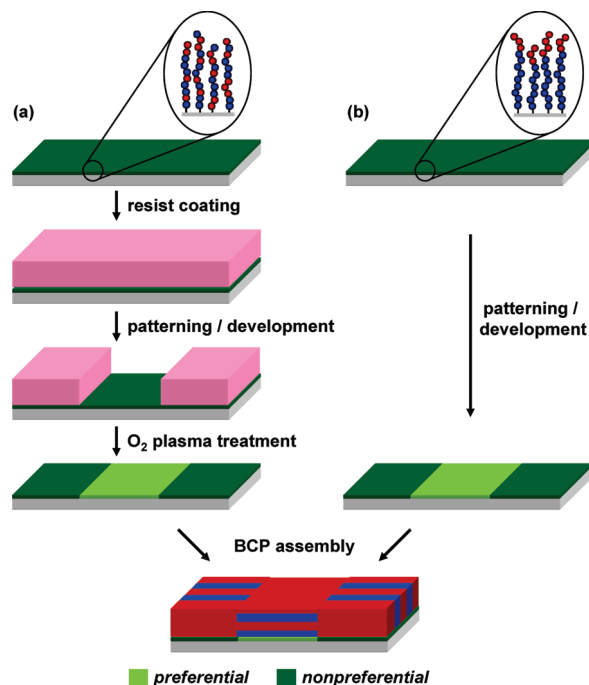 (a)
(b)
resist coating
patterning / development
patterning /
development
O₂ plasma treatment
BCP assembly
preferential
nonpreferential